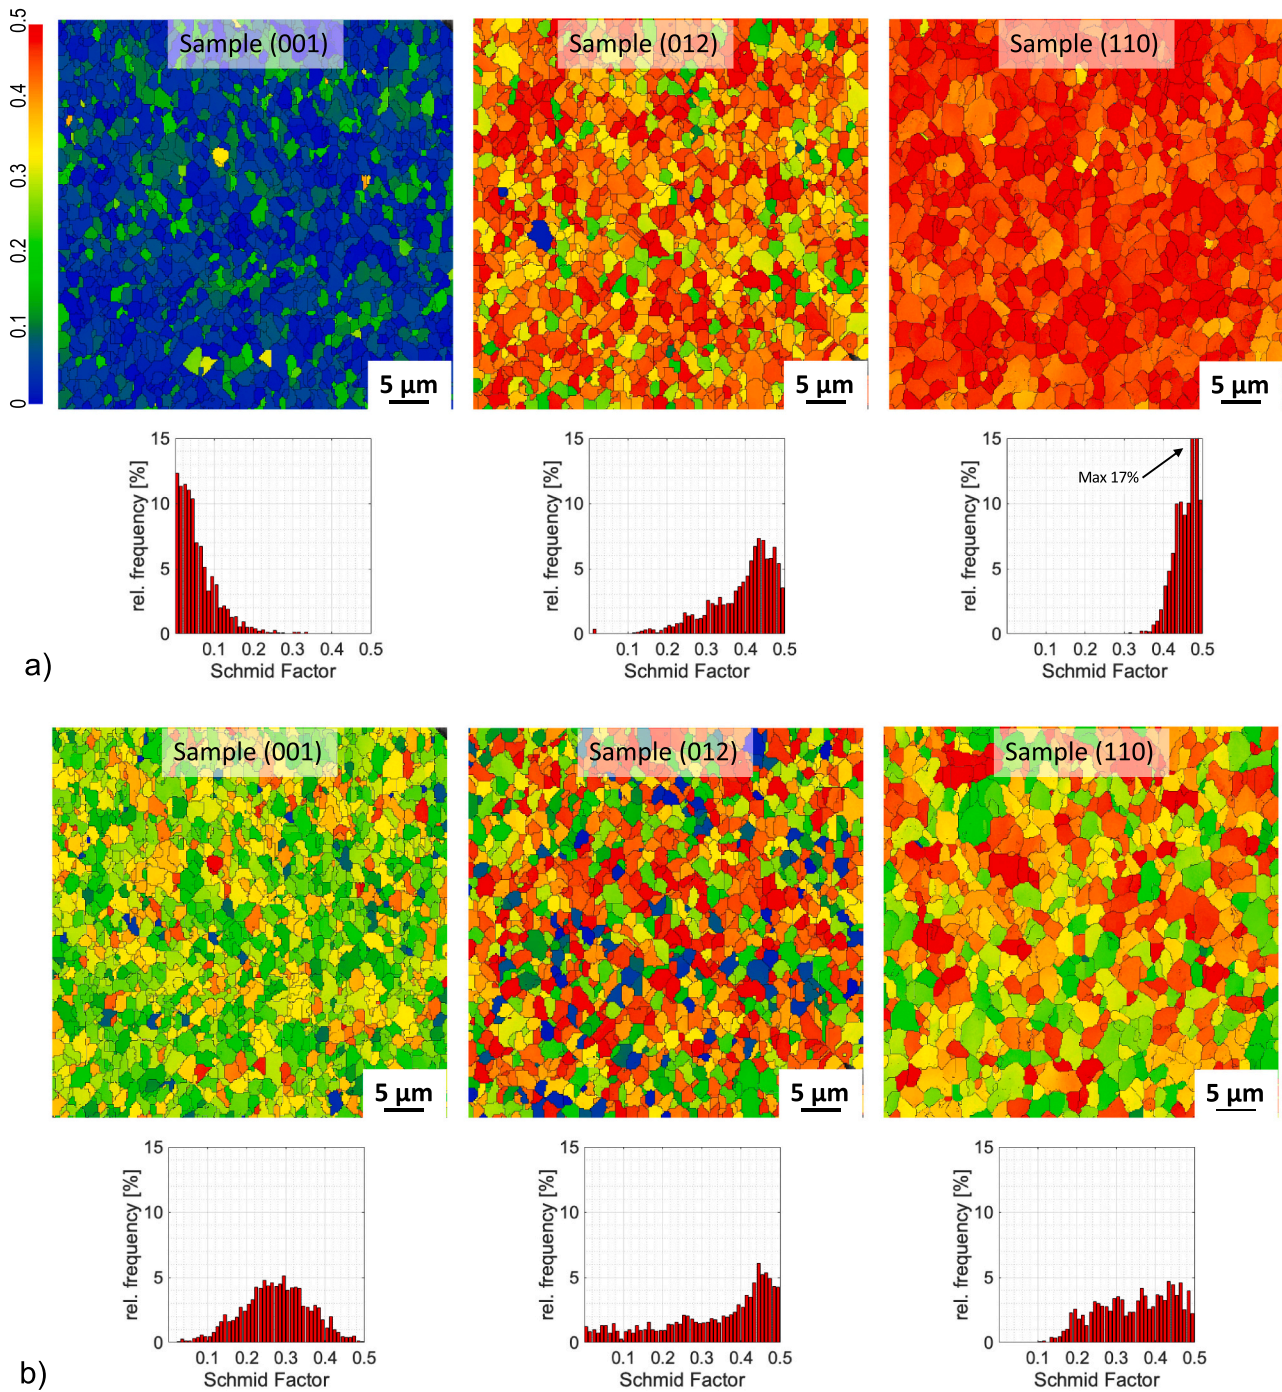 0.5
0.4
0.3
0.2
0.1
0
Sample (001)
Sample (012)
Sample (110)
5 µm
5 µm
5 µm
15
10
5
0
rel. frequency [%]
0.1 0.2 0.3 0.4 0.5
Schmid Factor
15
10
5
0
rel. frequency [%]
0.1 0.2 0.3 0.4 0.5
Schmid Factor
15
10
5
0
rel. frequency [%]
Max 17%
0.1 0.2 0.3 0.4 0.5
Schmid Factor
a)
Sample (001)
Sample (012)
Sample (110)
5 µm
5 µm
5 µm
15
10
5
0
rel. frequency [%]
0.1 0.2 0.3 0.4 0.5
Schmid Factor
15
10
5
0
rel. frequency [%]
0.1 0.2 0.3 0.4 0.5
Schmid Factor
15
10
5
0
rel. frequency [%]
0.1 0.2 0.3 0.4 0.5
Schmid Factor
b)